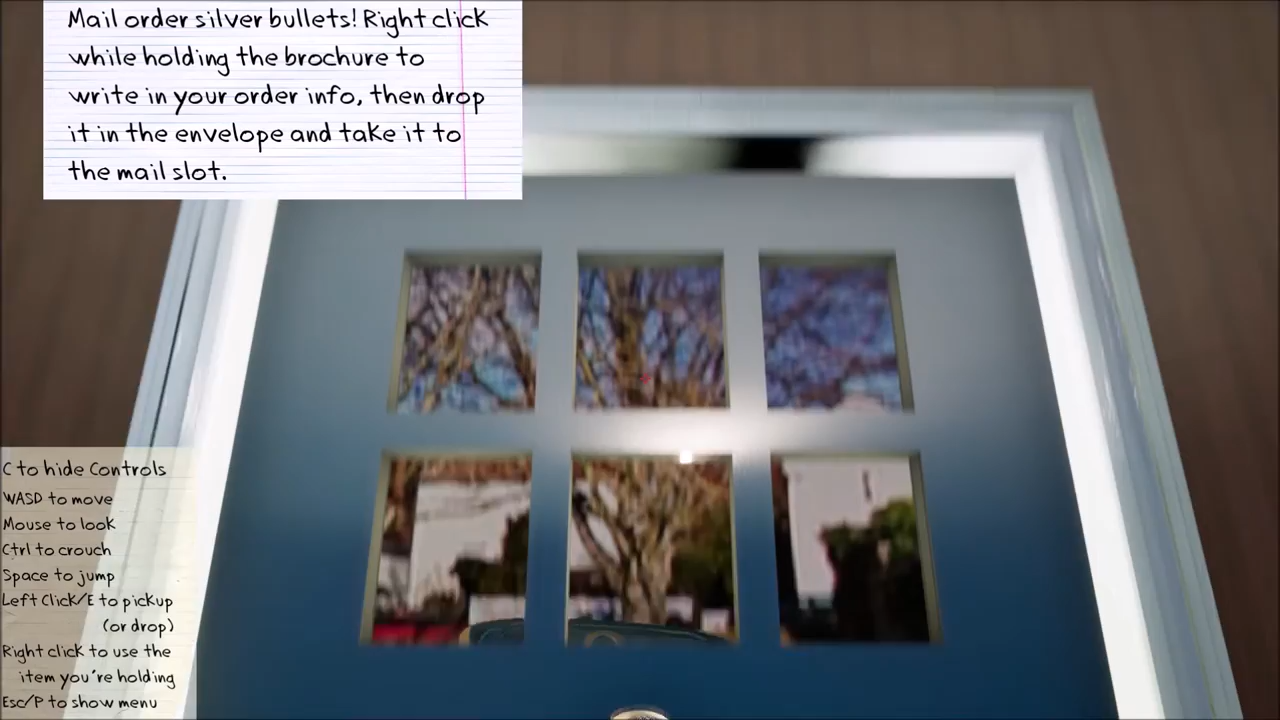 Mail order silver bullets! Right click
while holding the brochure to
write in your order info, then drop
it in the envelope and take it to
the mail slot.
C to hide Controls
WASD to move
Mouse to look
Ctrl to crouch
Space to jump
Left Click/E to pickup
(or drop)
Right click to use the
item you're holding
Esc/P to show menu